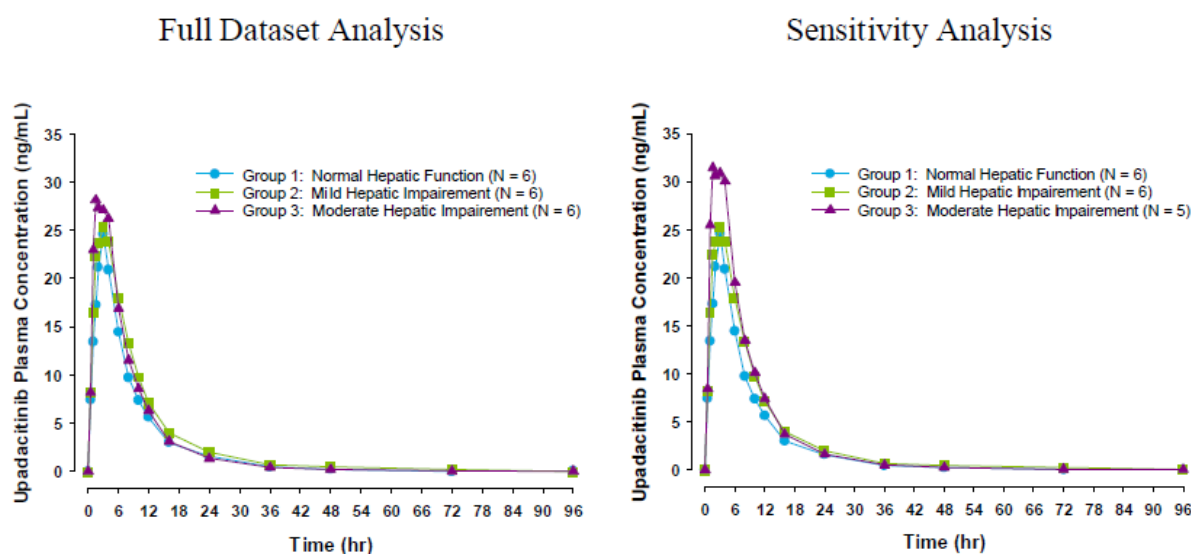 Full Dataset Analysis
Upadacitinib Plasma Concentration (ng/mL)
35
30
25
20
15
10
5
0
Group 1: Normal Hepatic Function (N = 6)
Group 2: Mild Hepatic Impairement (N = 6)
Group 3: Moderate Hepatic Impairement (N = 6)
0 6 12 18 24 30 36 42 48 54 60 66 72 78 84 90 96
Time (hr)
Sensitivity Analysis
Upadacitinib Plasma Concentration (ng/mL)
35
30
25
20
15
10
5
0
Group 1: Normal Hepatic Function (N = 6)
Group 2: Mild Hepatic Impairement (N = 6)
Group 3: Moderate Hepatic Impairement (N = 5)
0 6 12 18 24 30 36 42 48 54 60 66 72 78 84 90 96
Time (hr)